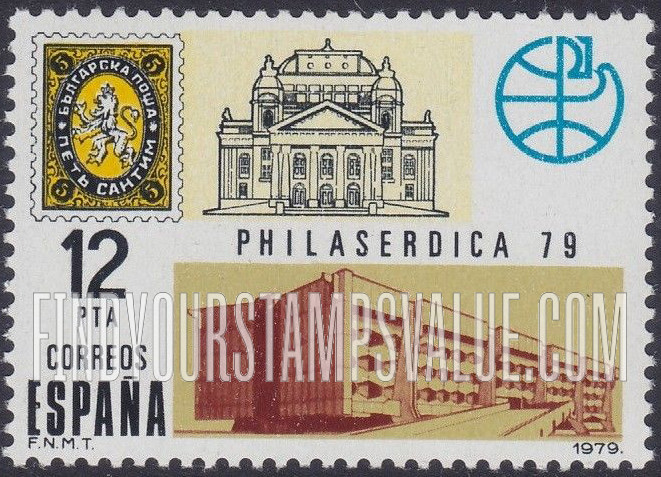 5 5
БЪЛГАРСКА ПОЩА
ПЕТЬ САНТИМ
5 5
PHILASERDICA 79
12
PTA
CORREOS
ESPAÑA
F.N.M.T.
1979.
FINDYOURSTAMPSVALUE.COM